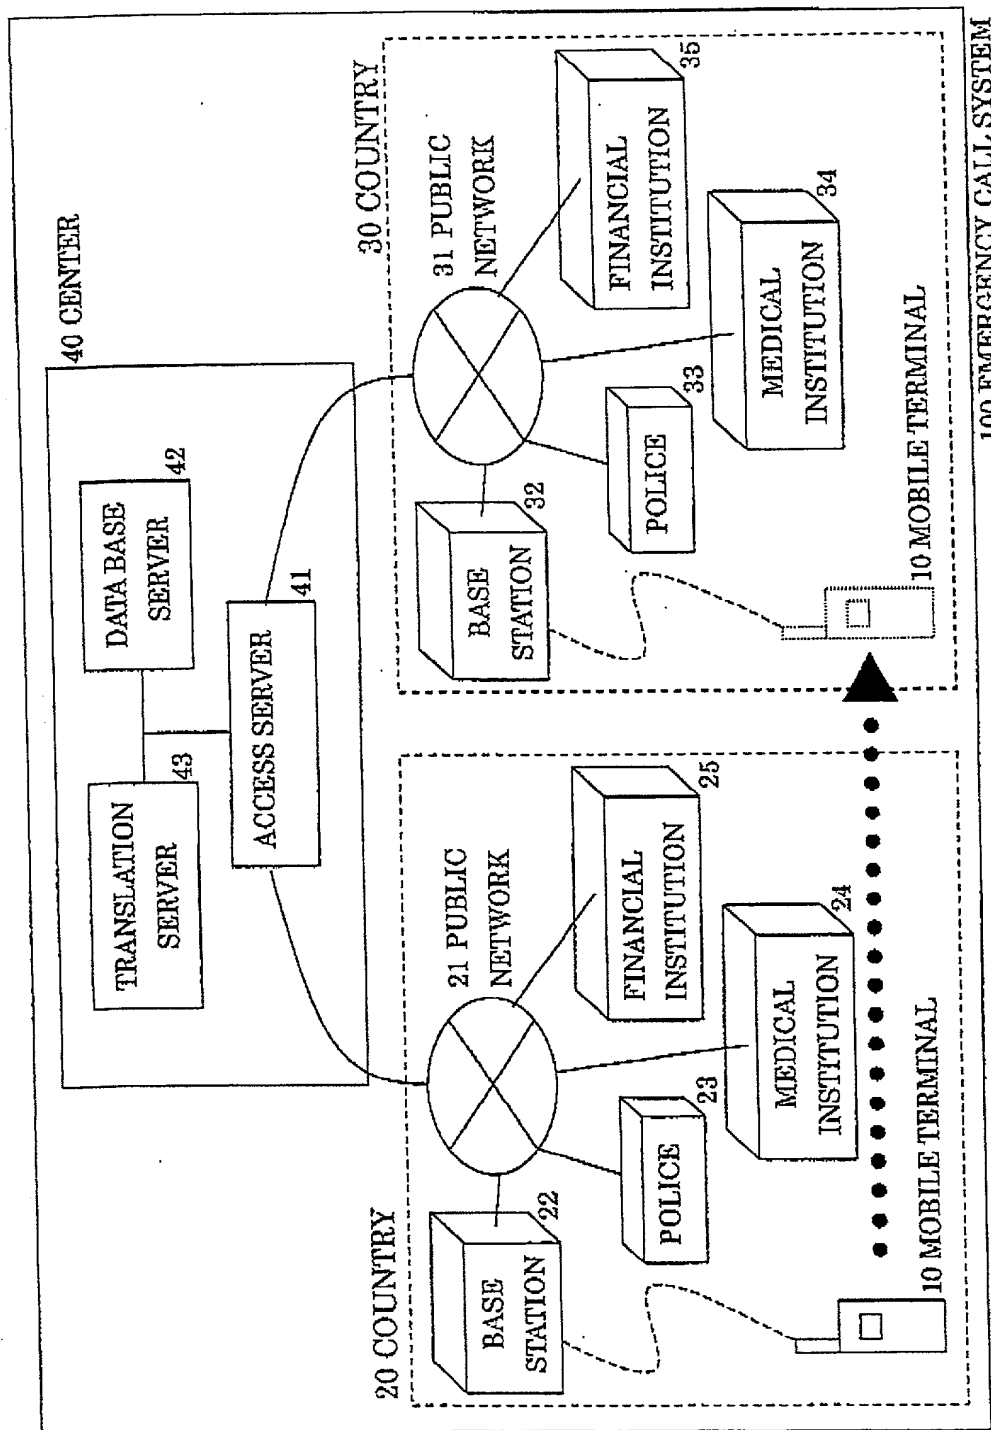 40 CENTER
TRANSLATION
SERVER
43
DATA BASE
SERVER
42
ACCESS SERVER
41
20 COUNTRY
21 PUBLIC
NETWORK
BASE
STATION
22
POLICE
23
MEDICAL
INSTITUTION
24
FINANCIAL
INSTITUTION
25
10 MOBILE TERMINAL
30 COUNTRY
31 PUBLIC
NETWORK
BASE
STATION
32
POLICE
33
MEDICAL
INSTITUTION
34
FINANCIAL
INSTITUTION
35
10 MOBILE TERMINAL
100 EMERGENCY CALL SYSTEM